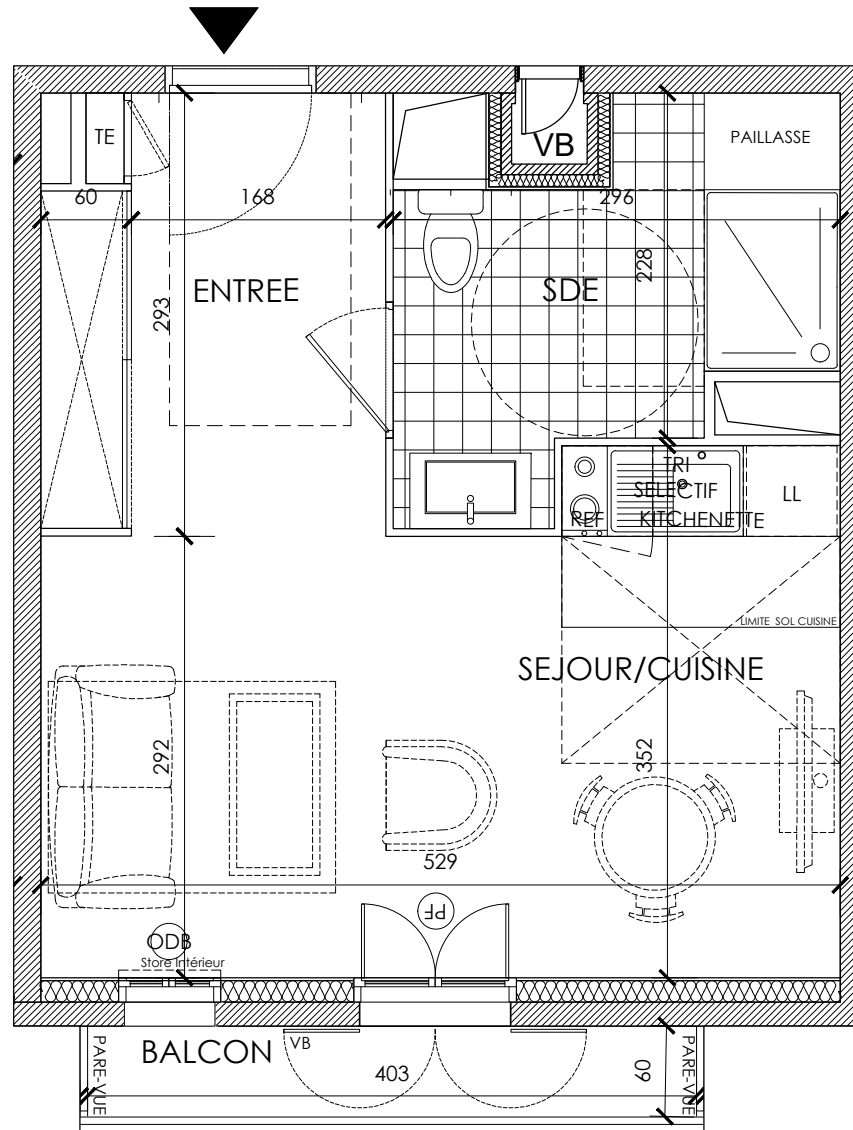 TE
VB
PAILLASSE
60
168
296
ENTREE
SDE
228
293
TRI
SELECTIF
LL
REF
KITCHENETTE
LIMITE SOL CUISINE
SEJOUR/CUISINE
292
352
529
PF
ODB
Store Intérieur
BALCON
VB
PARE-VUE
403
60
PARE-VUE